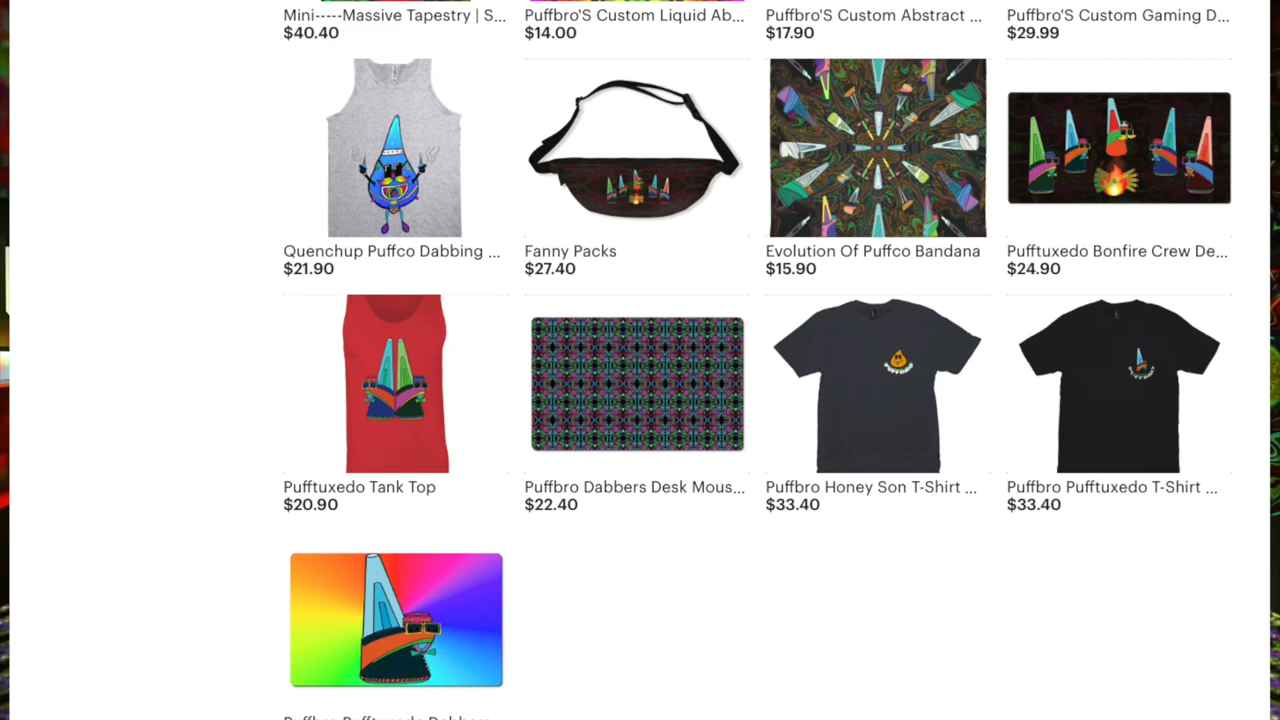 Mini-----Massive Tapestry | S...
$40.40
Puffbro'S Custom Liquid Ab...
$14.00
Puffbro'S Custom Abstract ...
$17.90
Puffbro'S Custom Gaming D...
$29.99
Quenchup Puffco Dabbing ...
$21.90
Fanny Packs
$27.40
Evolution Of Puffco Bandana
$15.90
Pufftuxedo Bonfire Crew De...
$24.90
PUFFBRO
Pufftuxedo Tank Top
$20.90
Puffbro Dabbers Desk Mous...
$22.40
Puffbro Honey Son T-Shirt ...
$33.40
Puffbro Pufftuxedo T-Shirt ...
$33.40